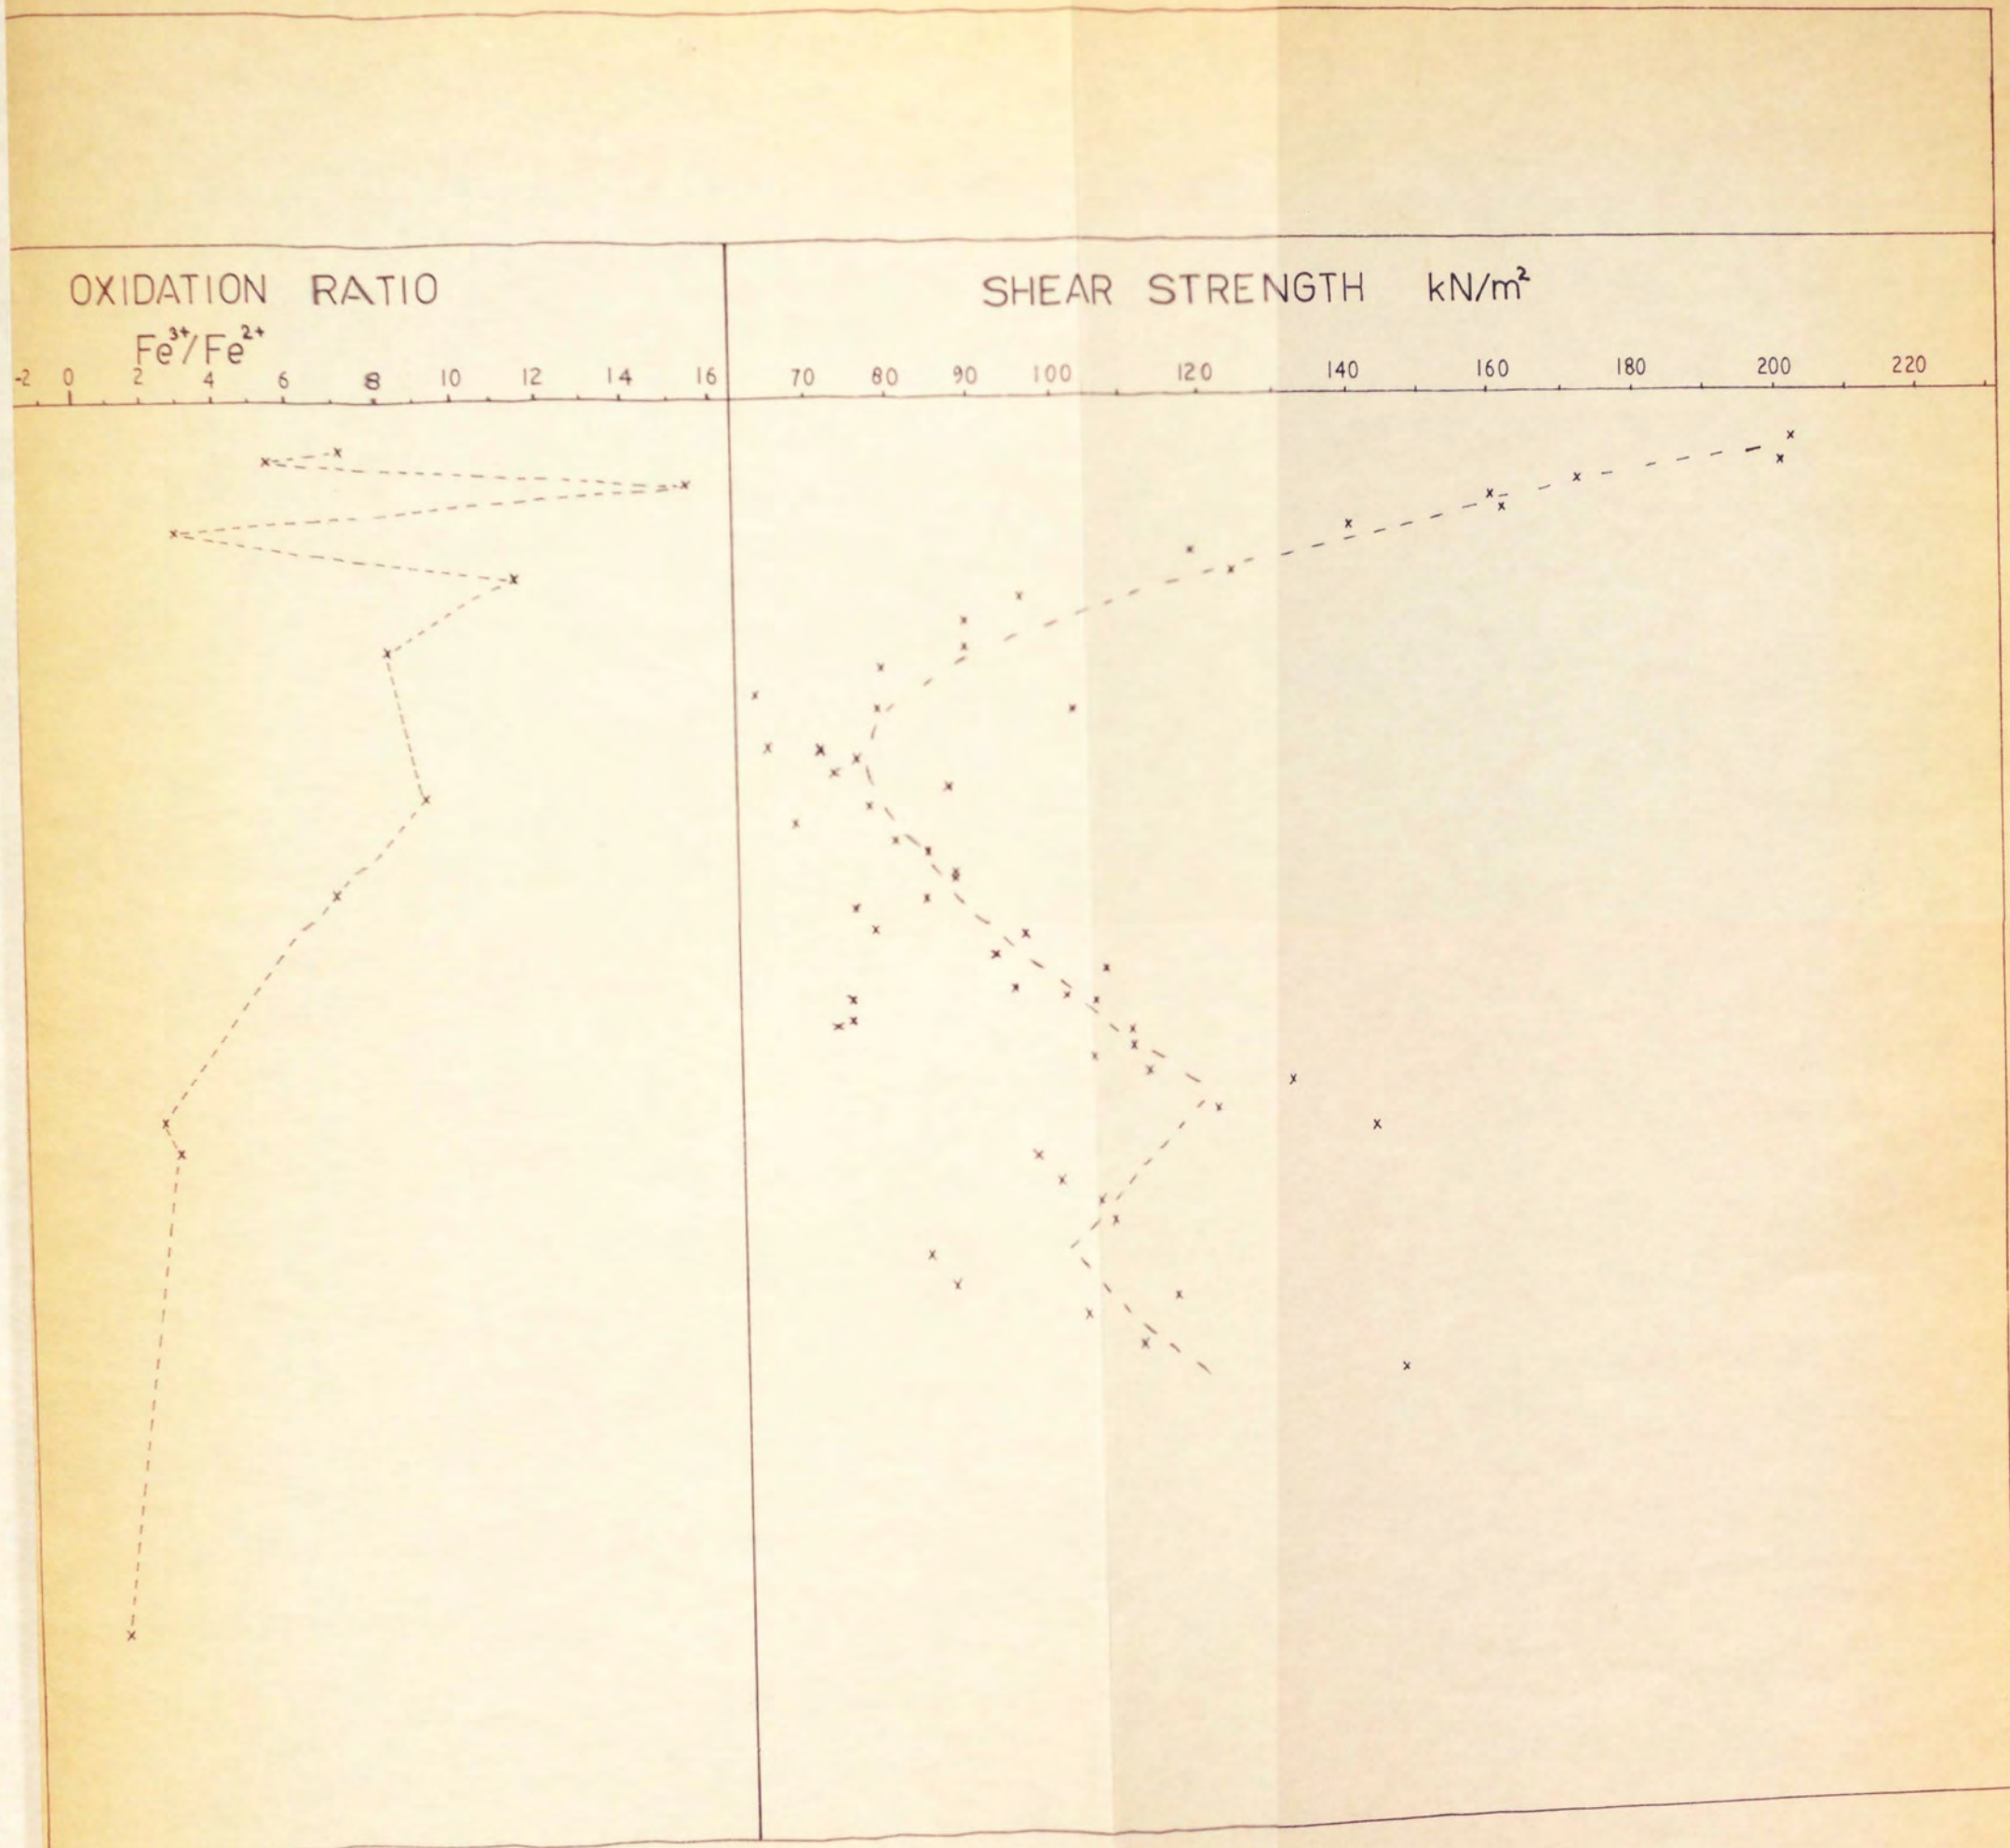 OXIDATION RATIO
Fe³⁺/Fe²⁺
-2 0 2 4 6 8 10 12 14 16
SHEAR STRENGTH kN/m²
70 80 90 100 120 140 160 180 200 220